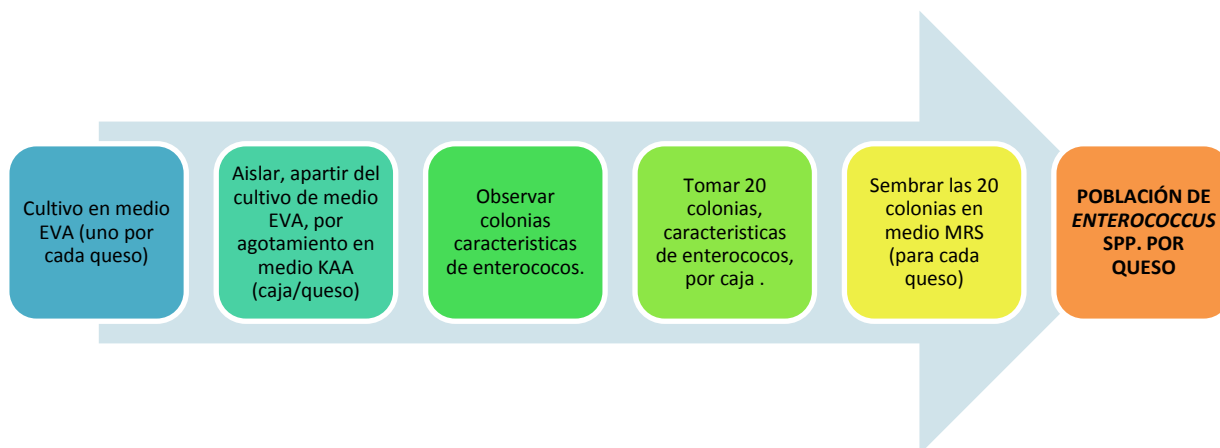 Cultivo en medio
EVA (uno por
cada queso)
Aislar, apartir del
cultivo de medio
EVA, por
agotamiento en
medio KAA
(caja/queso)
Observar
colonias
caracteristicas
de enterococos.
Tomar 20
colonias,
caracteristicas
de enterococos,
por caja .
Sembrar las 20
colonias en
medio MRS
(para cada
queso)
POBLACIÓN DE
ENTEROCOCCUS
SPP. POR
QUESO